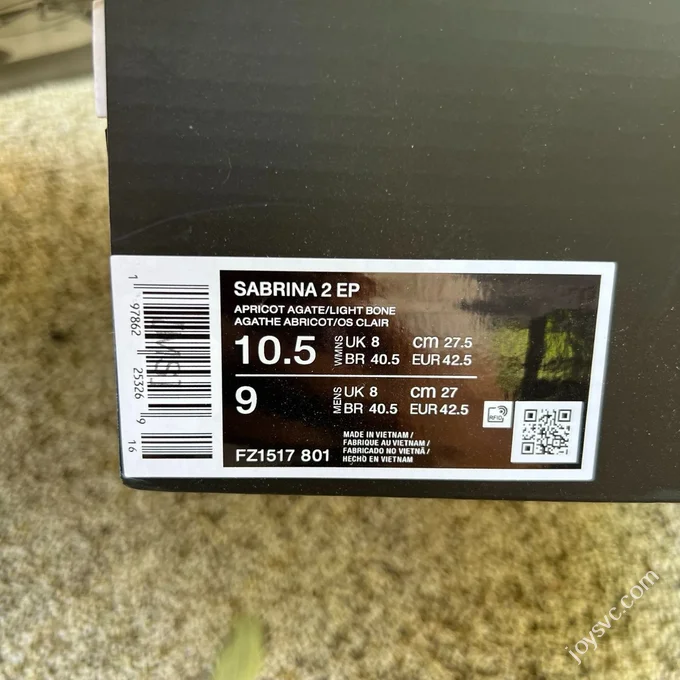 SABRINA 2 EP
APRICOT AGATE/LIGHT BONE
AGATHE ABRICOT/OS CLAIR
10.5 WMNS UK 8 cm 27.5
BR 40.5 EUR 42.5
9 MENS UK 8 cm 27
BR 40.5 EUR 42.5
FZ1517 801
MADE IN VIETNAM /
FABRIQUE AU VIETNAM /
FABRICADO NO VIETNÃ /
HECHO EN VIETNAM
RFID
1 97862 25326 9 16
joysvc.com